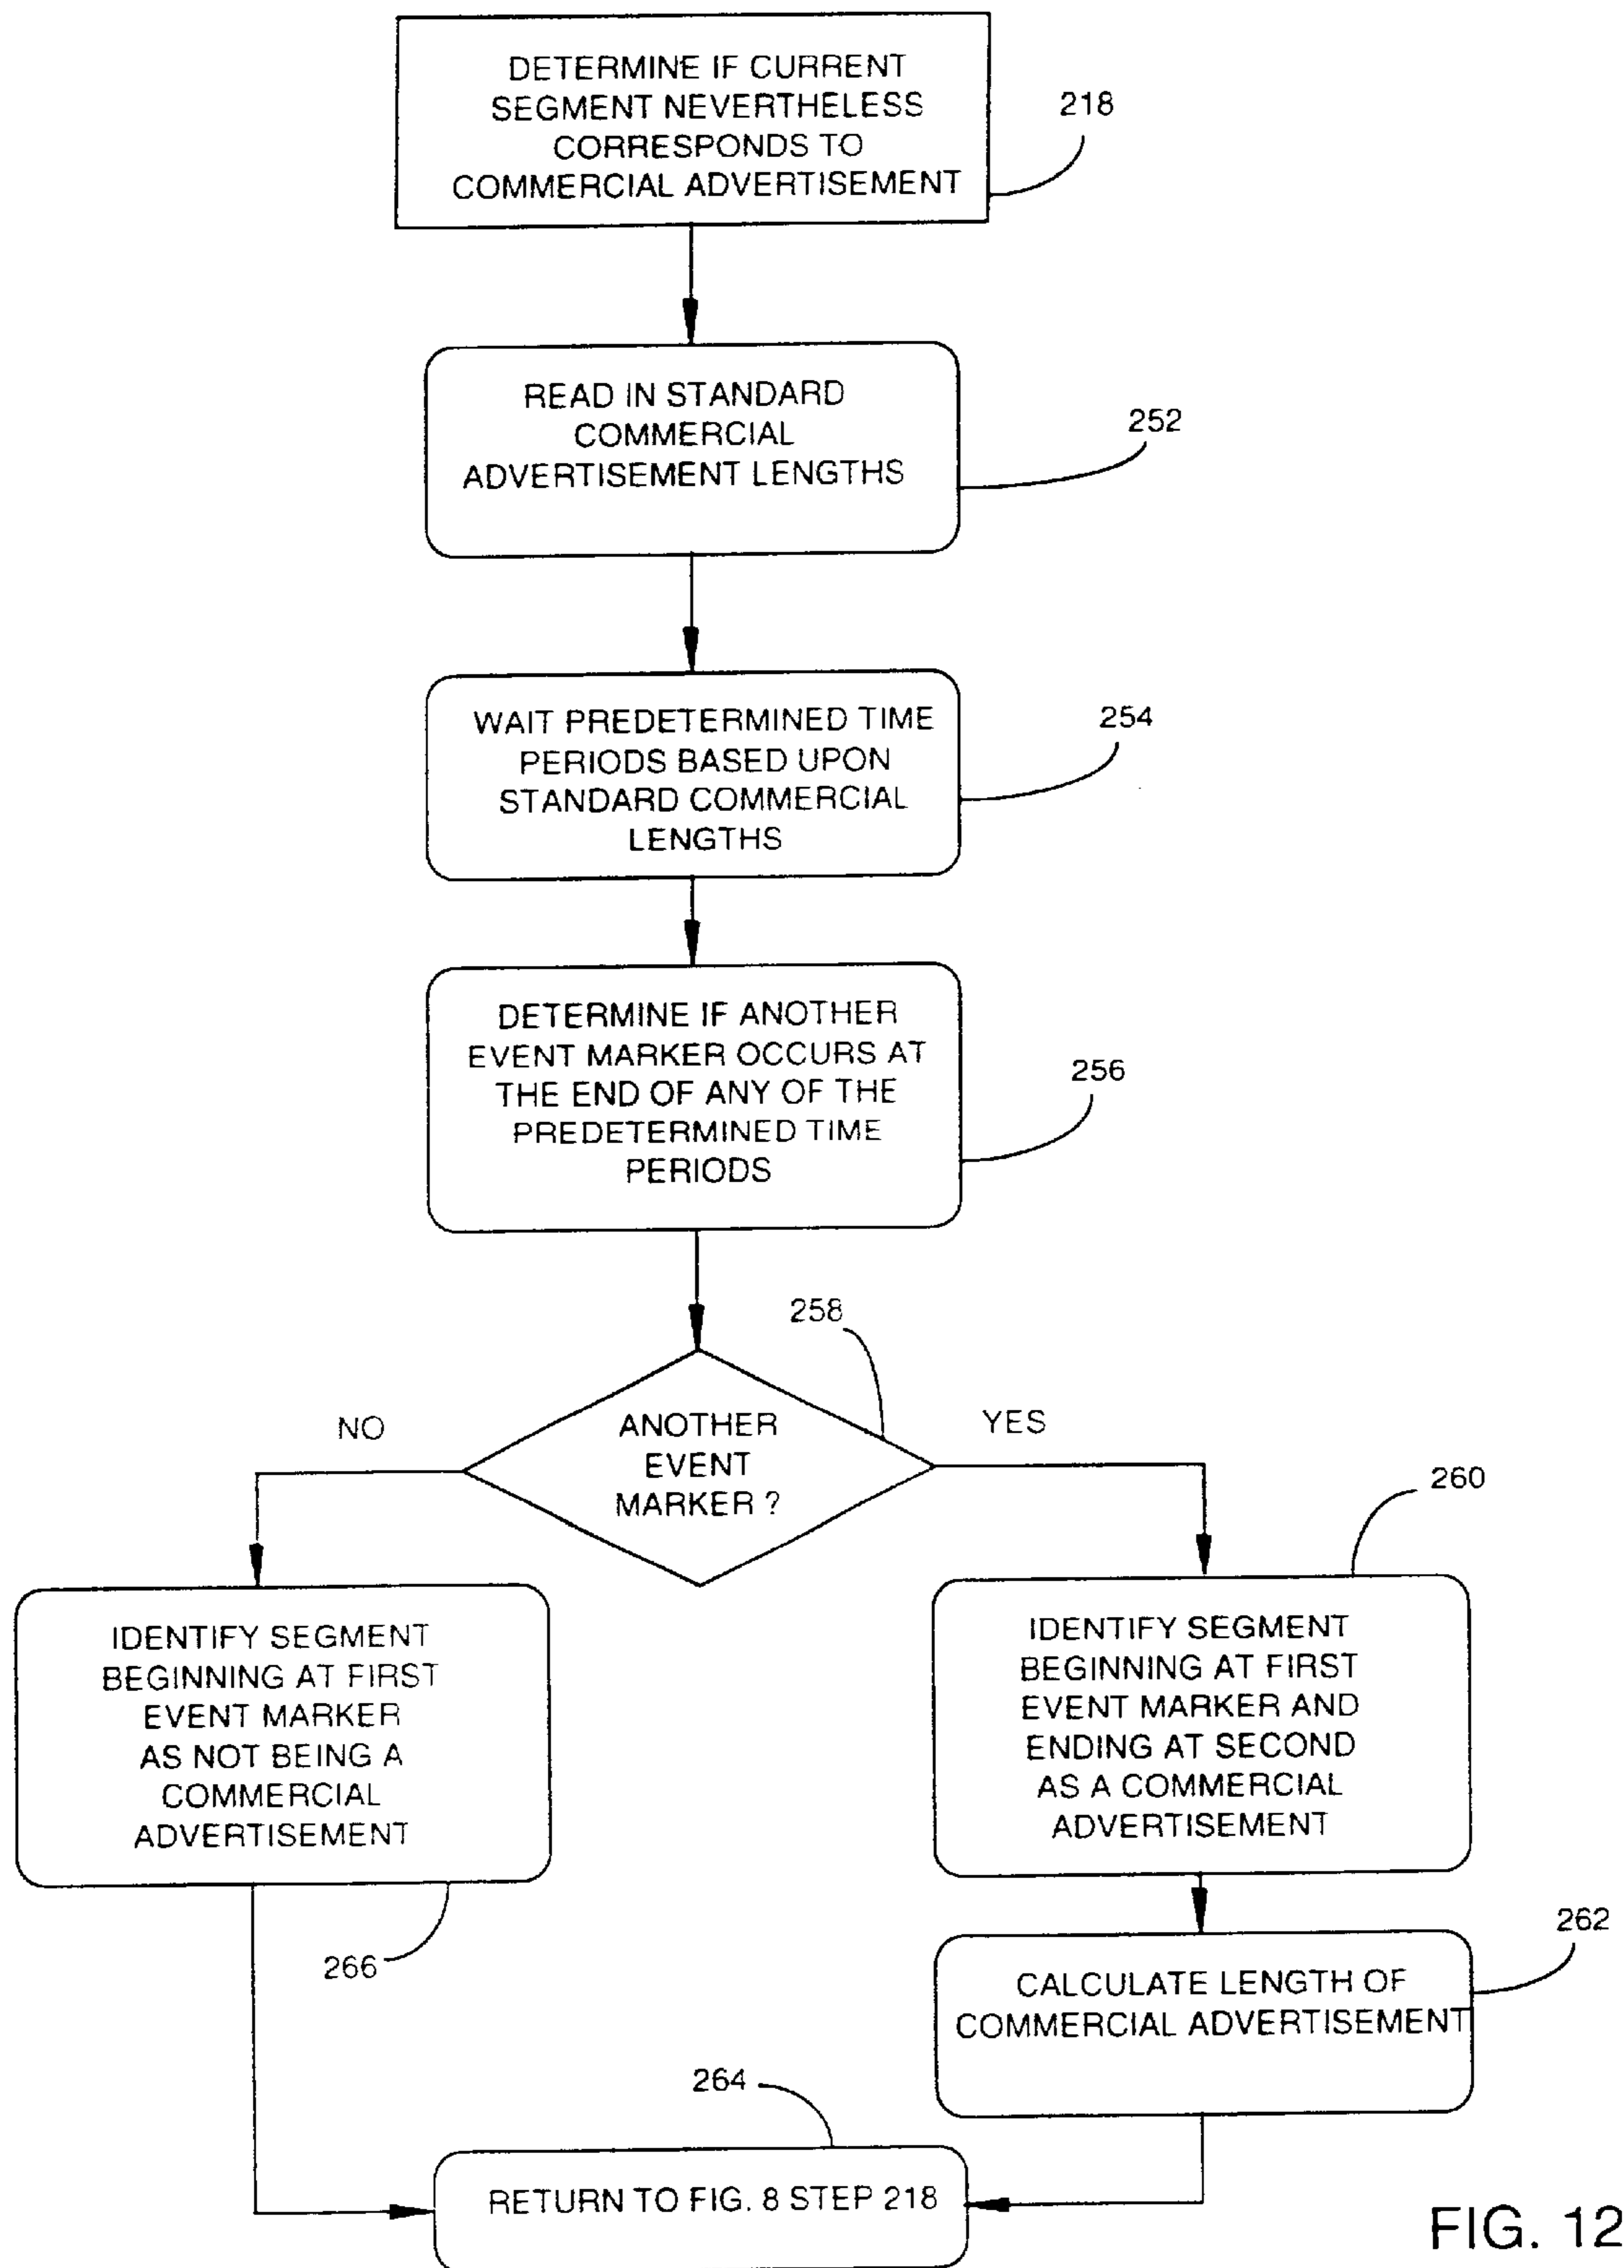 DETERMINE IF CURRENT
SEGMENT NEVERTHELESS
CORRESPONDS TO
COMMERCIAL ADVERTISEMENT
218
READ IN STANDARD
COMMERCIAL
ADVERTISEMENT LENGTHS
252
WAIT PREDETERMINED TIME
PERIODS BASED UPON
STANDARD COMMERCIAL
LENGTHS
254
DETERMINE IF ANOTHER
EVENT MARKER OCCURS AT
THE END OF ANY OF THE
PREDETERMINED TIME
PERIODS
256
258
NO
ANOTHER
EVENT
MARKER ?
YES
260
IDENTIFY SEGMENT
BEGINNING AT FIRST
EVENT MARKER
AS NOT BEING A
COMMERCIAL
ADVERTISEMENT
266
IDENTIFY SEGMENT
BEGINNING AT FIRST
EVENT MARKER AND
ENDING AT SECOND
AS A COMMERCIAL
ADVERTISEMENT
262
CALCULATE LENGTH OF
COMMERCIAL ADVERTISEMENT
264
RETURN TO FIG. 8 STEP 218
FIG. 12